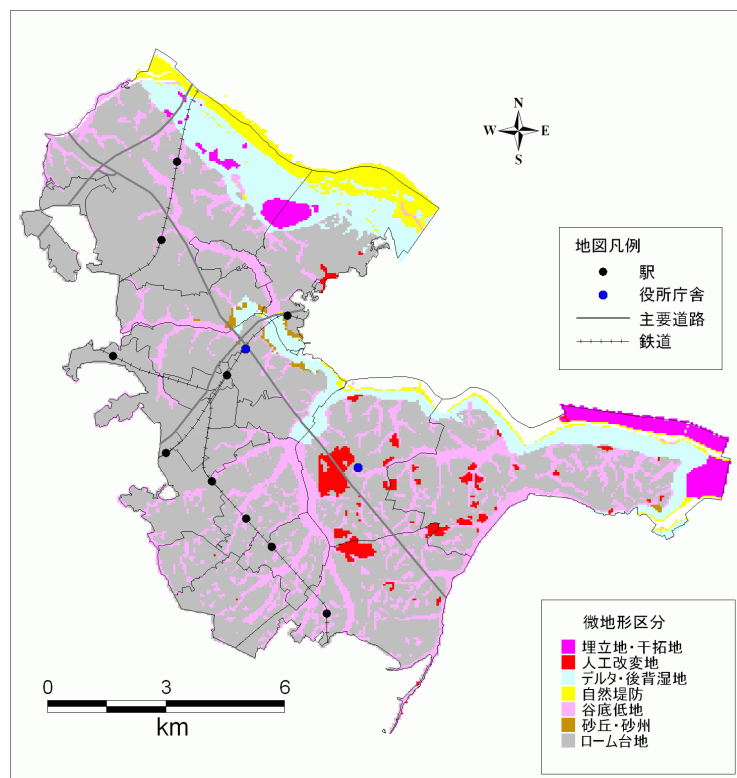 N
W E
S
地図凡例
駅
役所庁舎
主要道路
鉄道
微地形区分
埋立地・干拓地
人工改変地
デルタ・後背湿地
自然堤防
谷底低地
砂丘・砂州
ローム台地
0 3 6
km